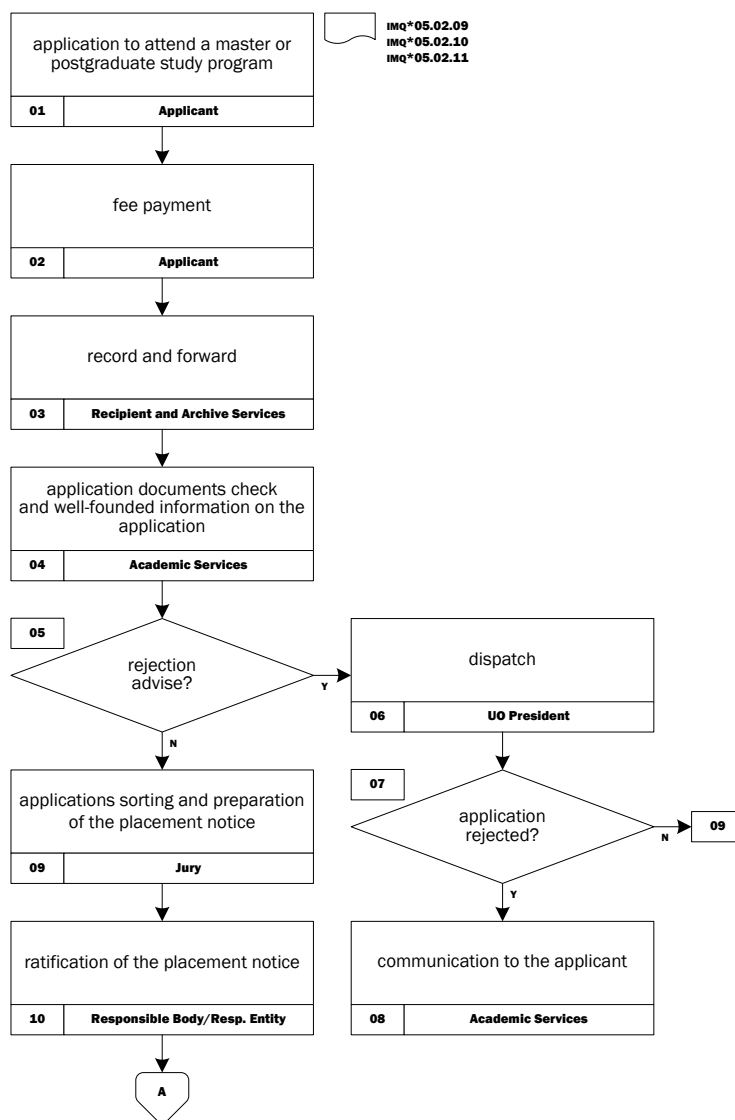 application to attend a master or
postgraduate study program
01
Applicant
IMQ*05.02.09
IMQ*05.02.10
IMQ*05.02.11
fee payment
02
Applicant
record and forward
03
Recipient and Archive Services
application documents check
and well-founded information on the
application
04
Academic Services
05
rejection
advise?
Y
N
dispatch
06
UO President
07
application
rejected?
N
09
Y
applications sorting and preparation
of the placement notice
09
Jury
ratification of the placement notice
10
Responsible Body/Resp. Entity
communication to the applicant
08
Academic Services
A